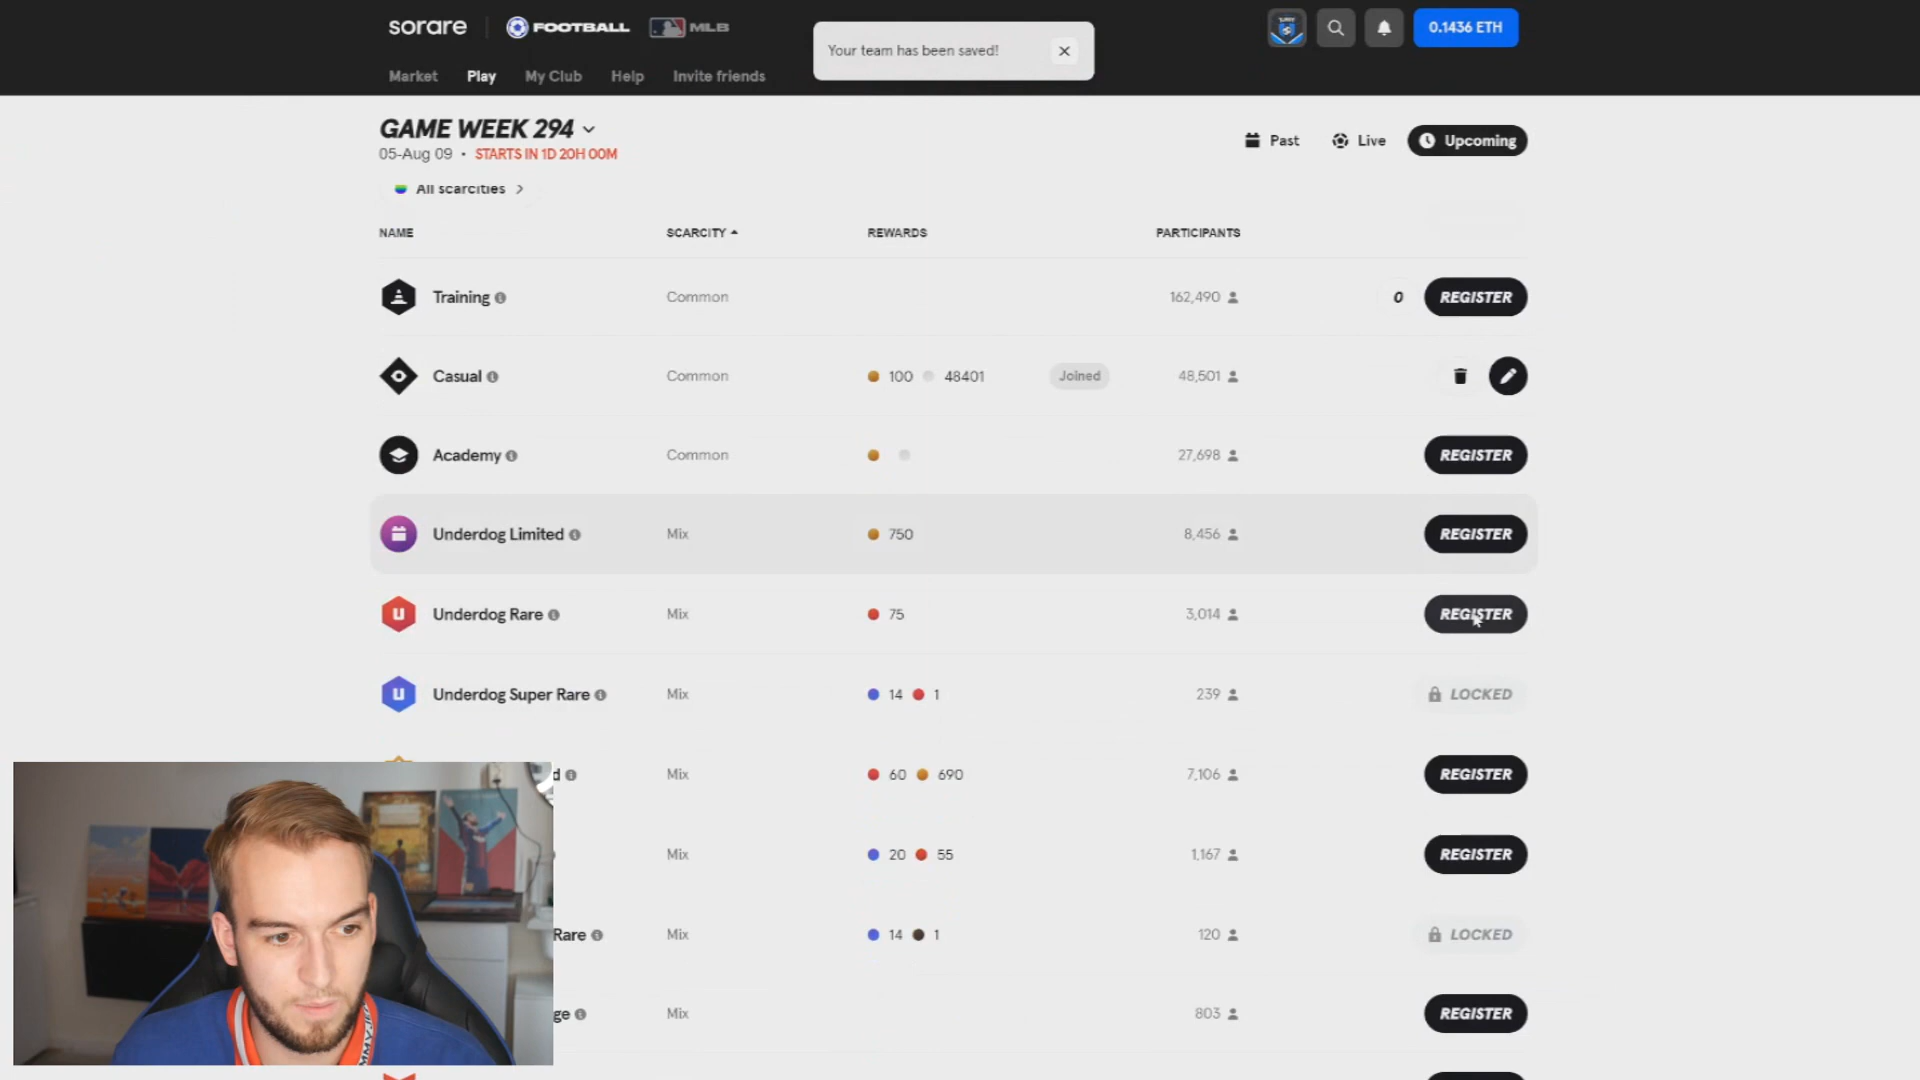 sorare FOOTBALL MLB
Your team has been saved!
0.1436 ETH
Market Play My Club Help Invite friends
GAME WEEK 294
05-Aug 09 • STARTS IN 1D 20H 00M
Past Live Upcoming
All scarcities
NAME SCARCITY REWARDS PARTICIPANTS
Training Common 162,490 0 REGISTER
Casual Common 100 48401 Joined 48,501
Academy Common 27,698 REGISTER
Underdog Limited Mix 750 8,456 REGISTER
U Underdog Rare Mix 75 3,014 REGISTER
U Underdog Super Rare Mix 14 1 239 LOCKED
d Mix 60 690 7,106 REGISTER
Mix 20 55 1,167 REGISTER
Rare Mix 14 1 120 LOCKED
ge Mix 803 REGISTER